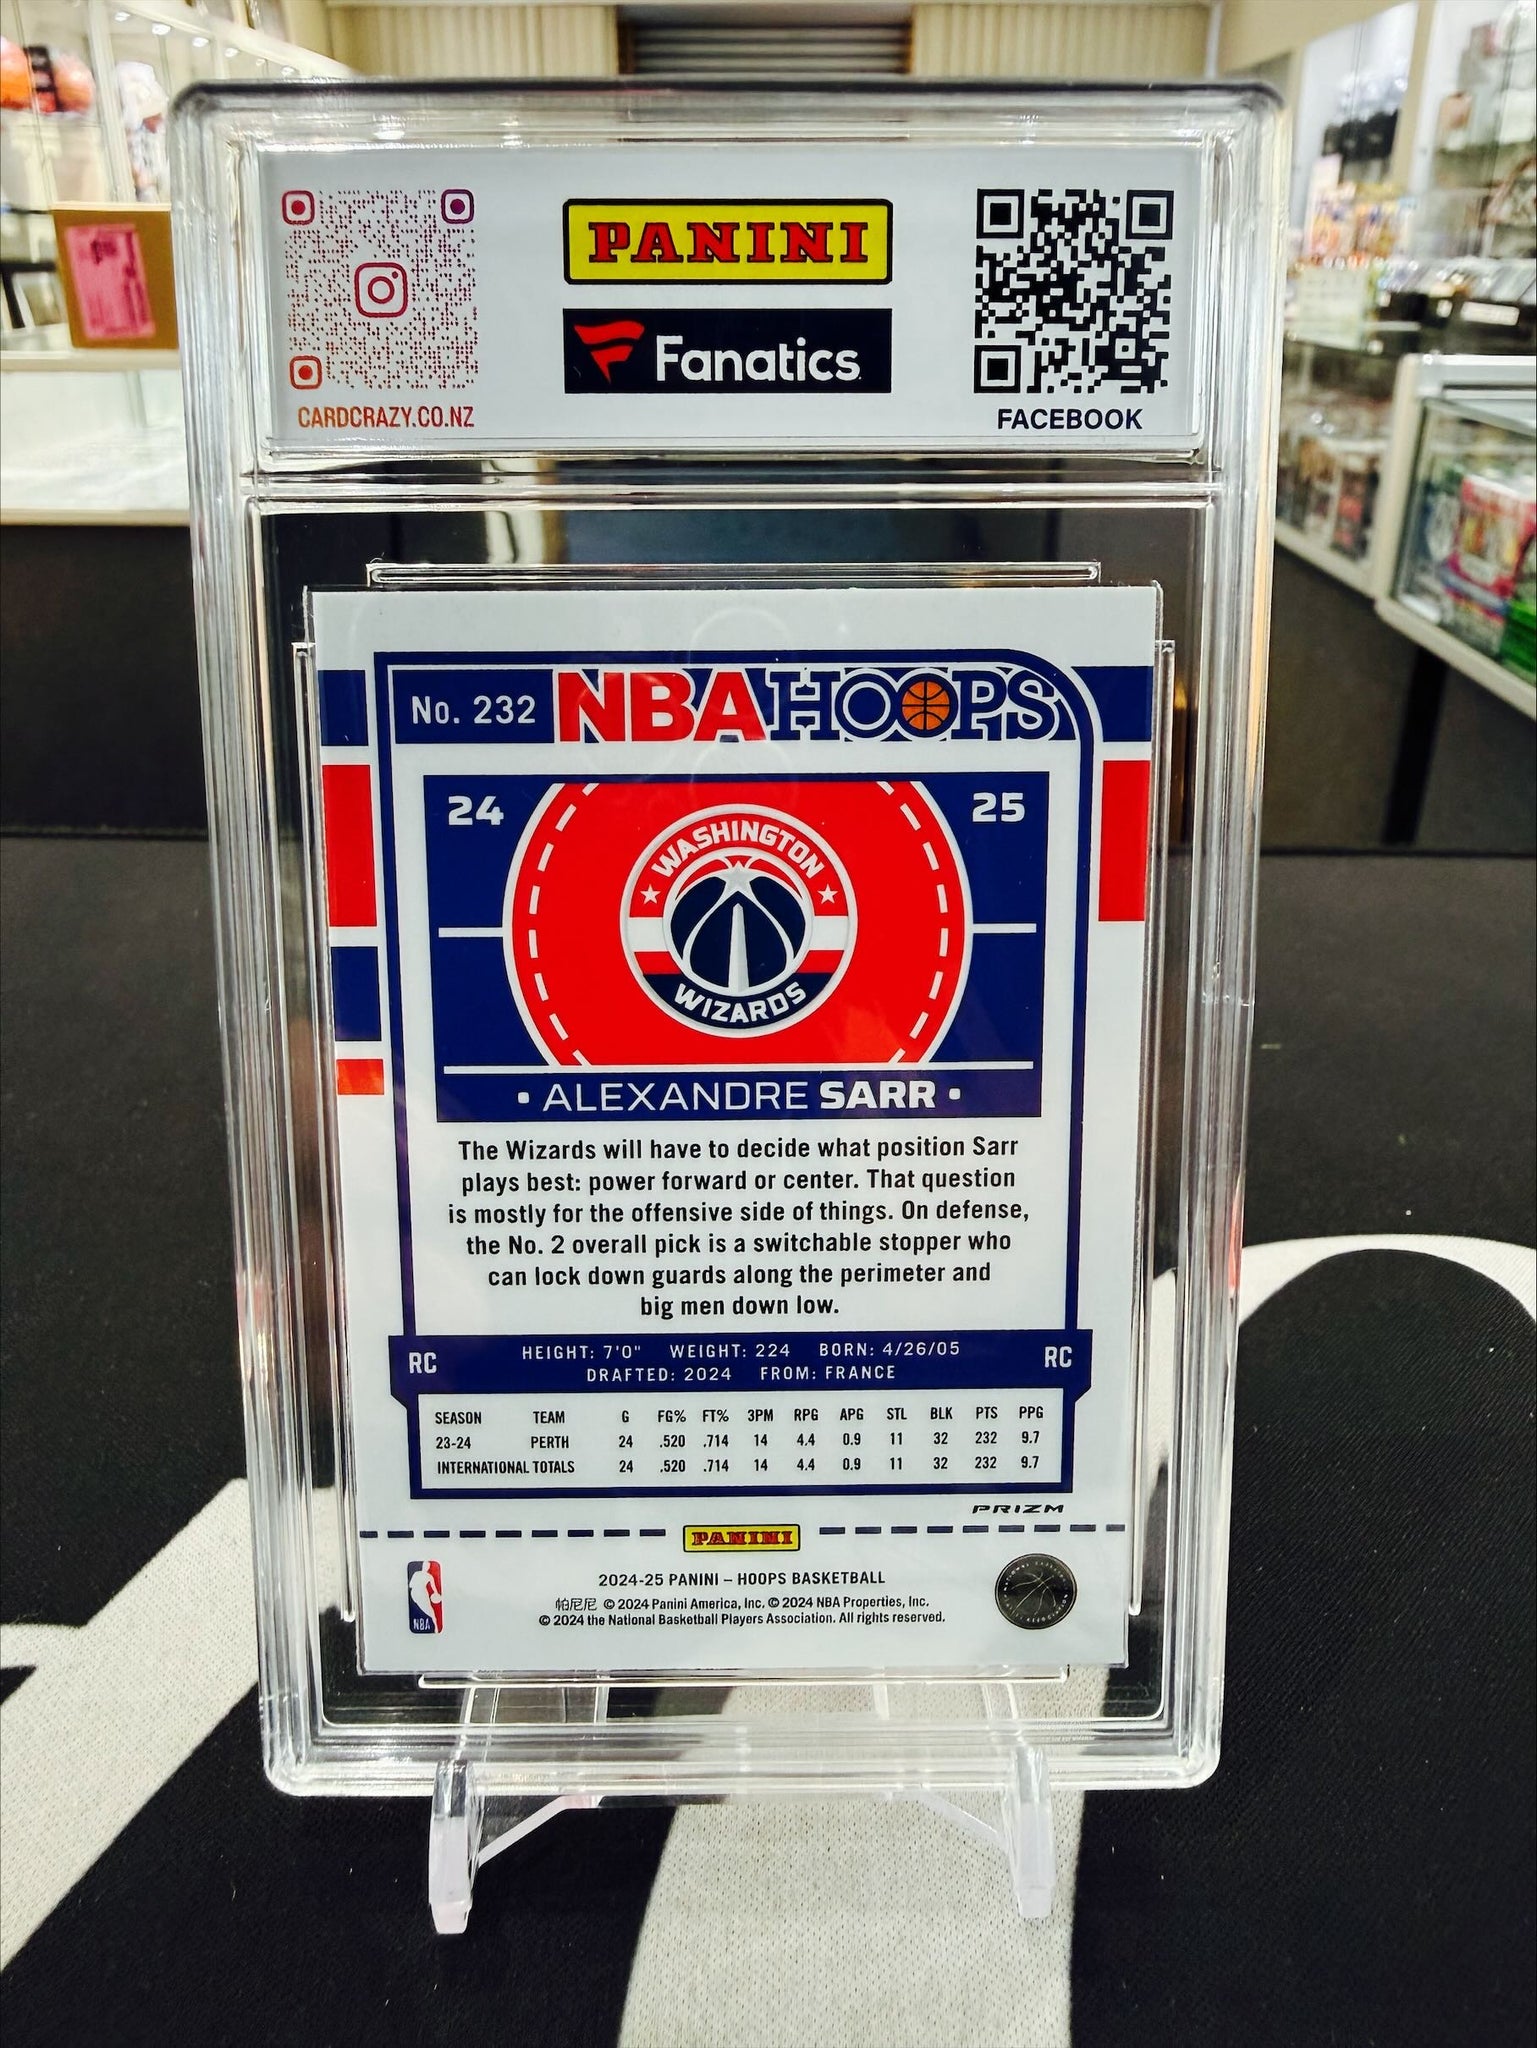 PANINI
Fanatics
CARDCRAZY.CO.NZ
FACEBOOK
No. 232 NBA HOOPS
24 25
WASHINGTON
WIZARDS
• ALEXANDRE SARR •
The Wizards will have to decide what position Sarr
plays best: power forward or center. That question
is mostly for the offensive side of things. On defense,
the No. 2 overall pick is a switchable stopper who
can lock down guards along the perimeter and
big men down low.
RC HEIGHT: 7'0" WEIGHT: 224 BORN: 4/26/05 RC
DRAFTED: 2024 FROM: FRANCE
SEASON TEAM G FG% FT% 3PM RPG APG STL BLK PTS PPG
23-24 PERTH 24 .520 .714 14 4.4 0.9 11 32 232 9.7
INTERNATIONAL TOTALS 24 .520 .714 14 4.4 0.9 11 32 232 9.7
PRIZM
PANINI
2024-25 PANINI – HOOPS BASKETBALL
帕尼尼 © 2024 Panini America, Inc. © 2024 NBA Properties, Inc.
© 2024 the National Basketball Players Association. All rights reserved.
NBA